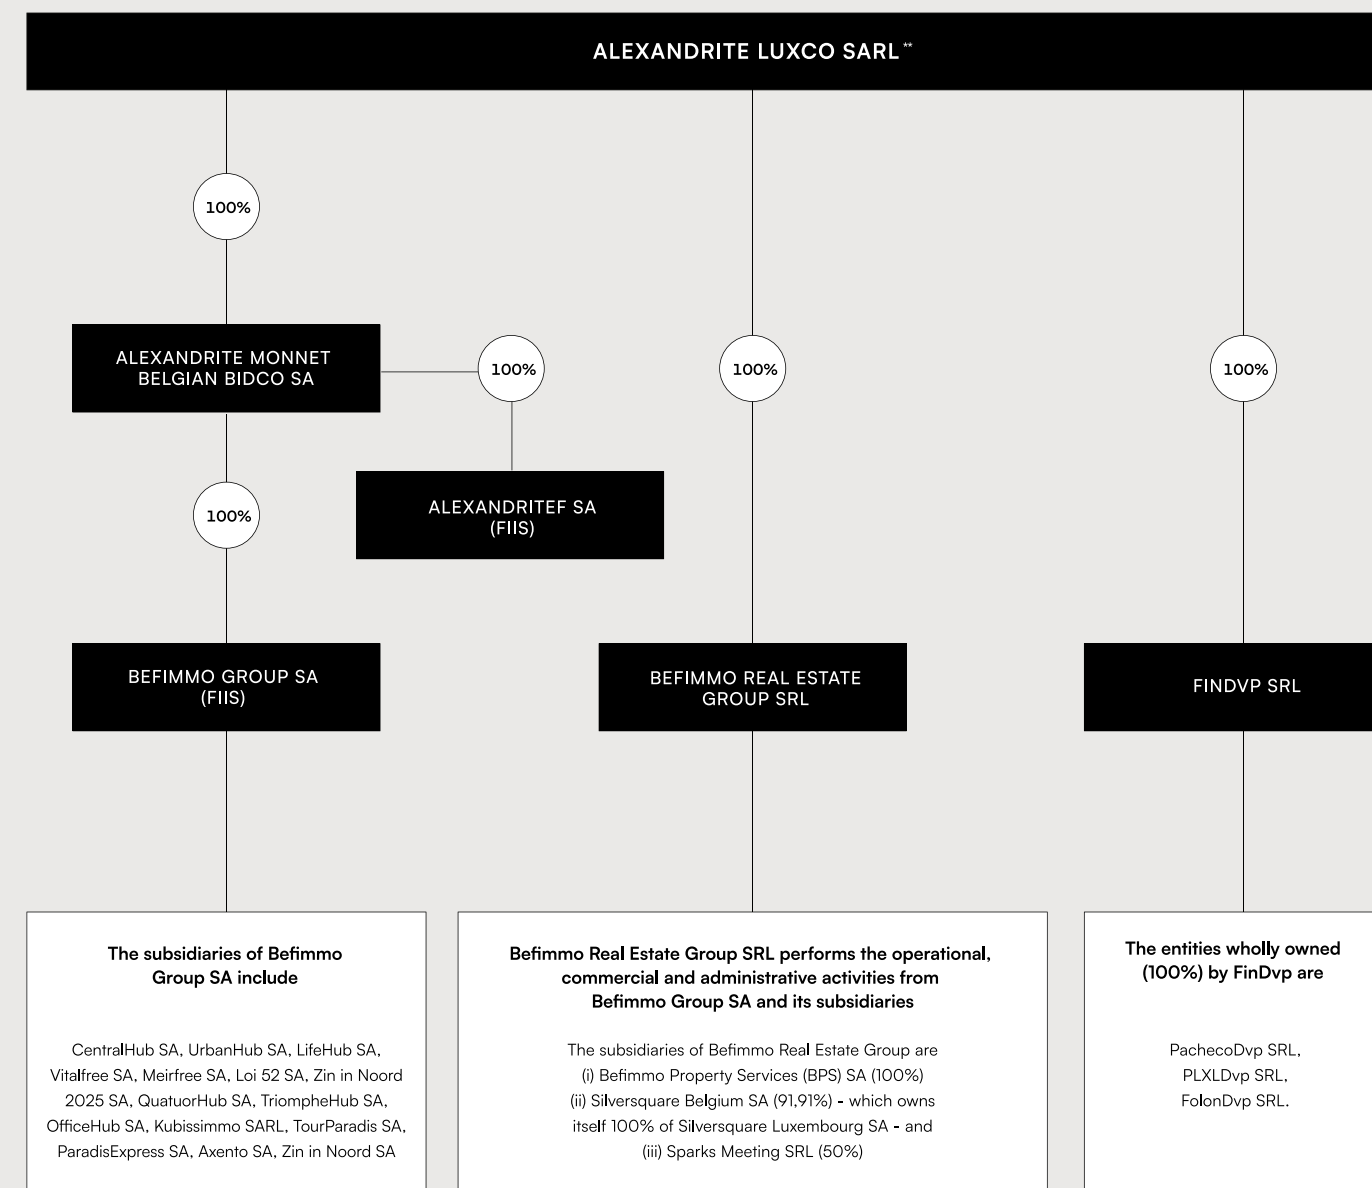 ALEXANDRITE LUXCO SARL**
100%
ALEXANDRITE MONNET
BELGIAN BIDCO SA
100%
100%
100%
100%
ALEXANDRITEF SA
(FIIS)
BEFIMMO GROUP SA
(FIIS)
BEFIMMO REAL ESTATE
GROUP SRL
FINDVP SRL
The subsidiaries of Befimmo
Group SA include
CentralHub SA, UrbanHub SA, LifeHub SA,
Vitalfree SA, Meirfree SA, Loi 52 SA, Zin in Noord
2025 SA, QuatuorHub SA, TriompheHub SA,
OfficeHub SA, Kubissimmo SARL, TourParadis SA,
ParadisExpress SA, Axento SA, Zin in Noord SA
Befimmo Real Estate Group SRL performs the operational,
commercial and administrative activities from
Befimmo Group SA and its subsidiaries
The subsidiaries of Befimmo Real Estate Group are
(i) Befimmo Property Services (BPS) SA (100%)
(ii) Silversquare Belgium SA (91,91%) - which owns
itself 100% of Silversquare Luxembourg SA - and
(iii) Sparks Meeting SRL (50%)
The entities wholly owned
(100%) by FinDvp are
PachecoDvp SRL,
PLXLDvp SRL,
FolonDvp SRL.